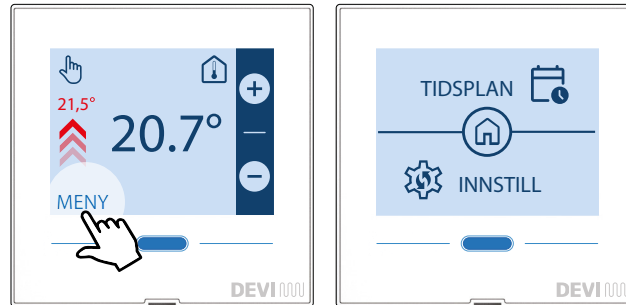 21,5°
20.7°
MENY
DEVI
TIDSPLAN
INNSTILL
DEVI